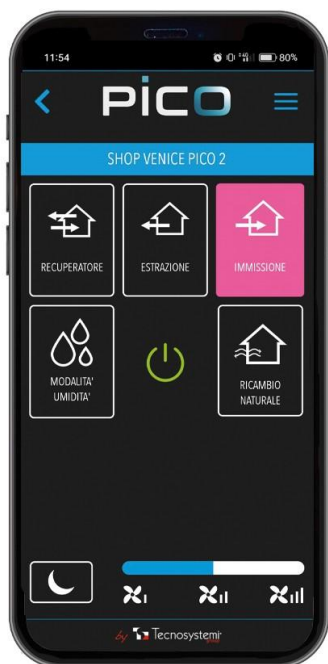 11:54
80%
PICO
SHOP VENICE PICO 2
RECUPERATORE
ESTRAZIONE
IMMISSIONE
MODALITA'
UMIDITA'
RICAMBIO
NATURALE
by Tecnosystemi